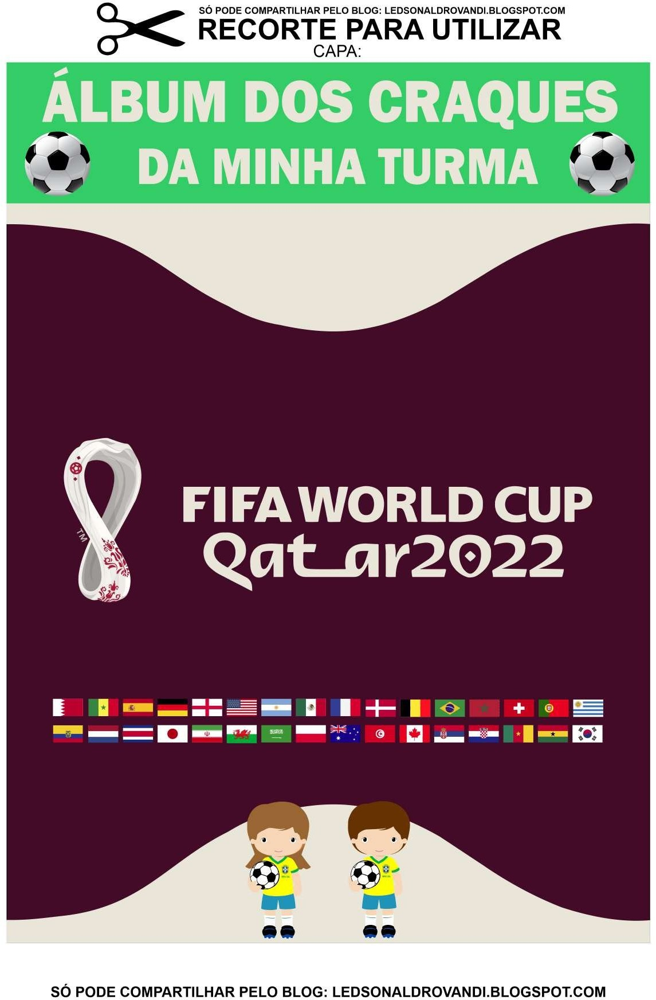 SÓ PODE COMPARTILHAR PELO BLOG: LEDSONALDROVANDI.BLOGSPOT.COM
RECORTE PARA UTILIZAR
CAPA:
ÁLBUM DOS CRAQUES
DA MINHA TURMA
TM
FIFA WORLD CUP
Qatar2022
SÓ PODE COMPARTILHAR PELO BLOG: LEDSONALDROVANDI.BLOGSPOT.COM